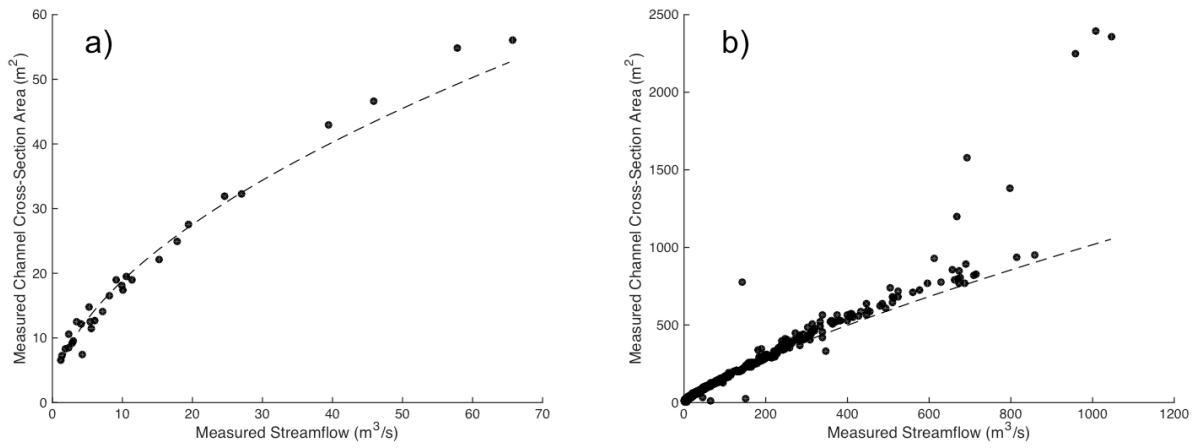 a)
60
50
40
30
20
10
0
Measured Channel Cross-Section Area (m²)
0 10 20 30 40 50 60 70
Measured Streamflow (m³/s)
b)
2500
2000
1500
1000
500
0
Measured Channel Cross-Section Area (m²)
0 200 400 600 800 1000 1200
Measured Streamflow (m³/s)